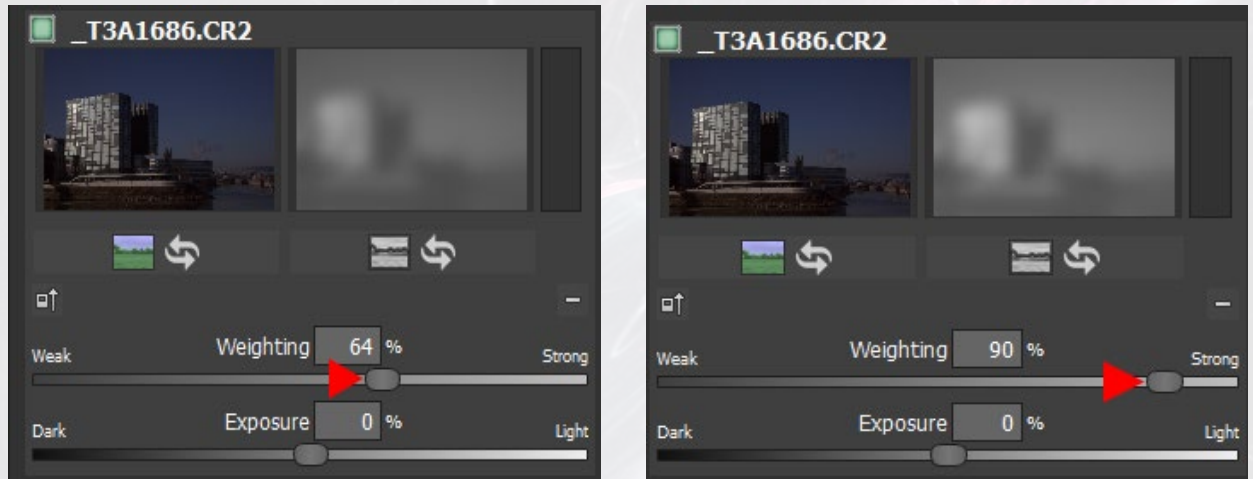 _T3A1686.CR2
Weighting 64 %
Weak Strong
Exposure 0 %
Dark Light
_T3A1686.CR2
Weighting 90 %
Weak Strong
Exposure 0 %
Dark Light